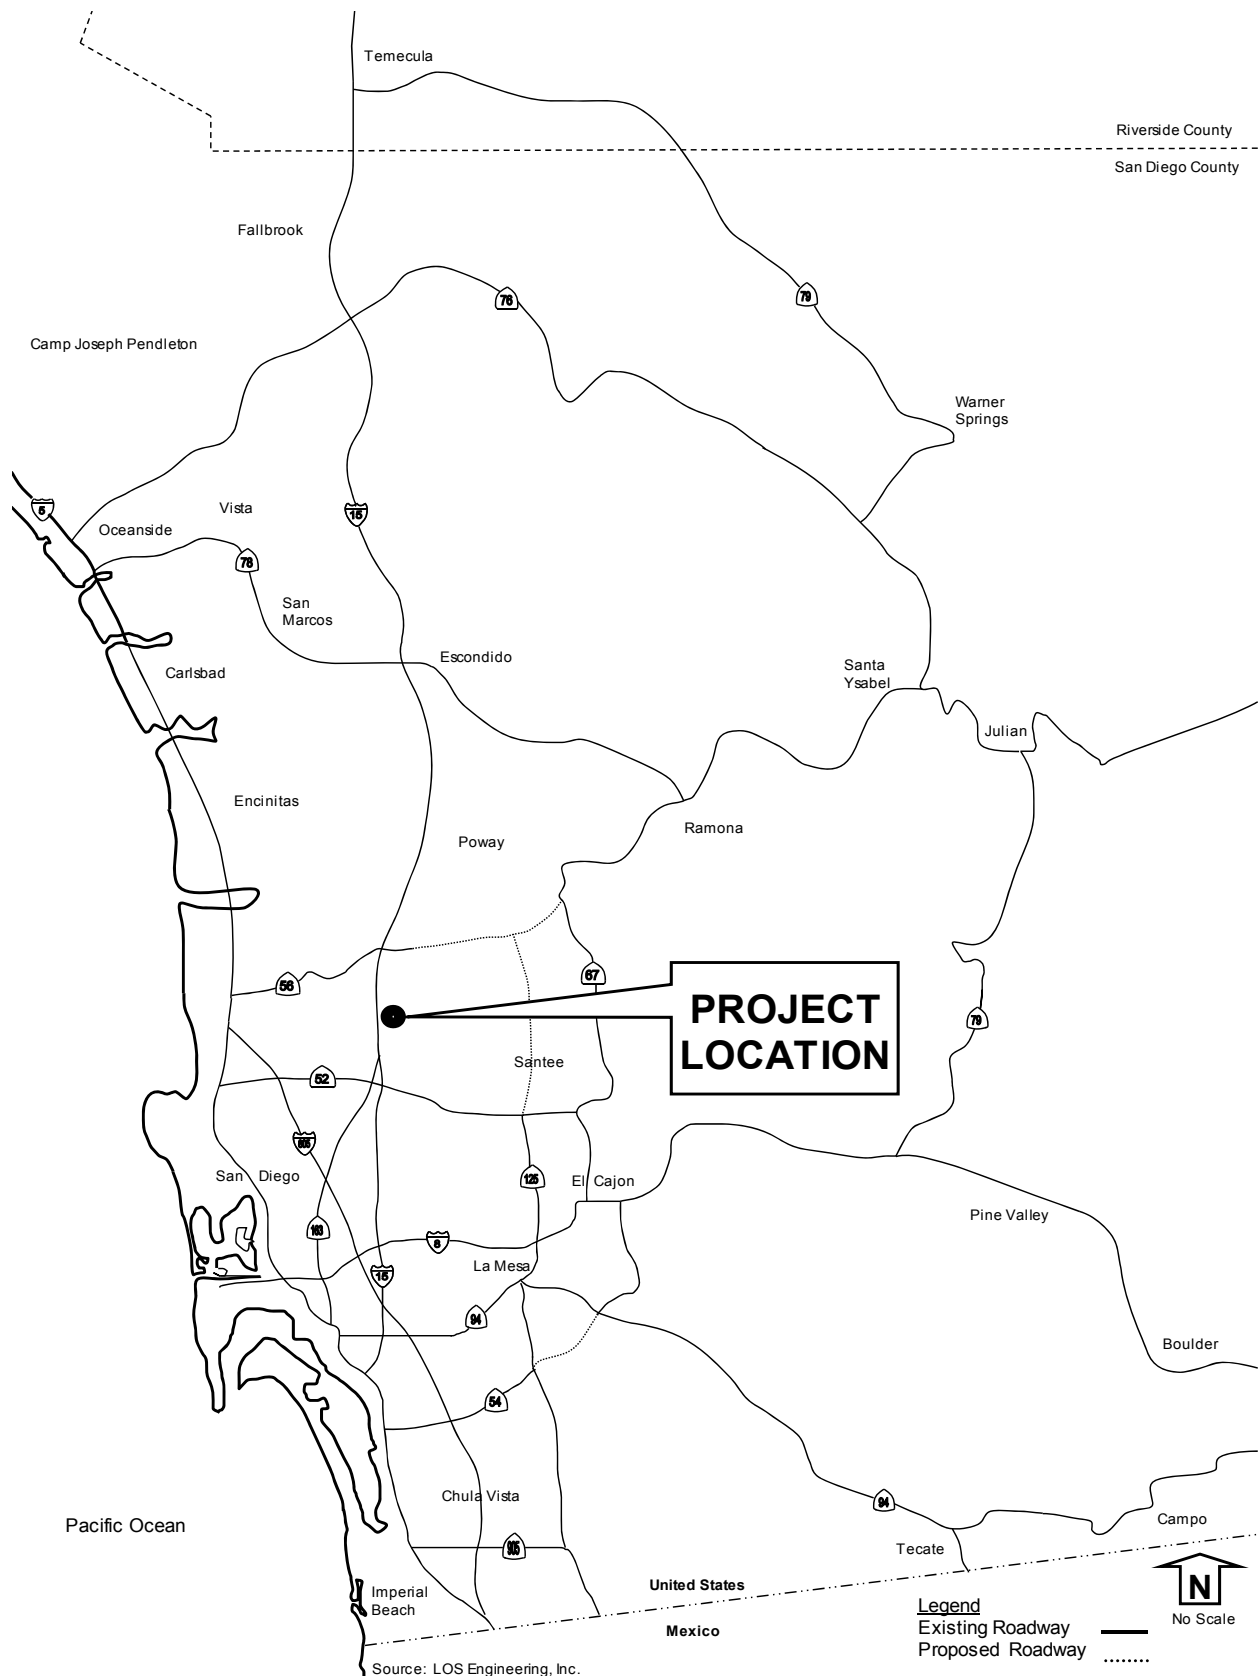 Temecula
Riverside County
San Diego County
Fallbrook
76
79
Camp Joseph Pendleton
Warner
Springs
5
Vista
15
Oceanside
78
San
Marcos
Escondido
Santa
Ysabel
Carlsbad
Julian
Encinitas
Ramona
Poway
56
67
PROJECT
LOCATION
79
Santee
52
805
San Diego
125
El Cajon
Pine Valley
163
8
La Mesa
15
94
Boulder
54
Chula Vista
94
Pacific Ocean
Campo
905
Tecate
United States
Mexico
Imperial
Beach
N
No Scale
Legend
Existing Roadway
Proposed Roadway
Source: LOS Engineering, Inc.